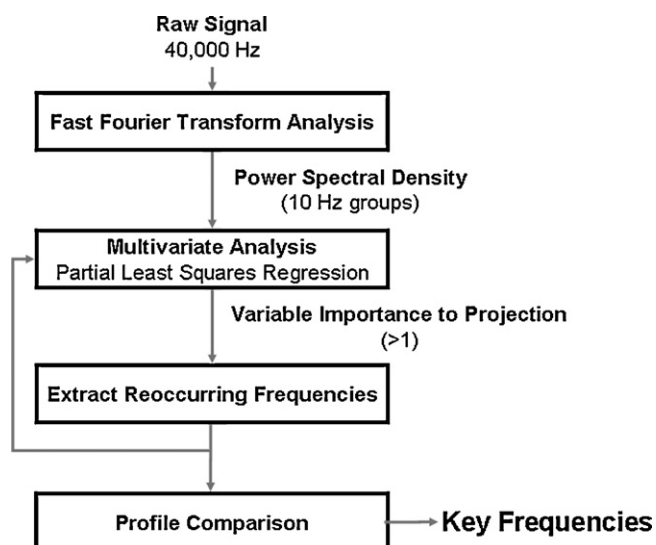 Raw Signal
40,000 Hz
Fast Fourier Transform Analysis
Power Spectral Density
(10 Hz groups)
Multivariate Analysis
Partial Least Squares Regression
Variable Importance to Projection
(>1)
Extract Reoccurring Frequencies
Profile Comparison
Key Frequencies